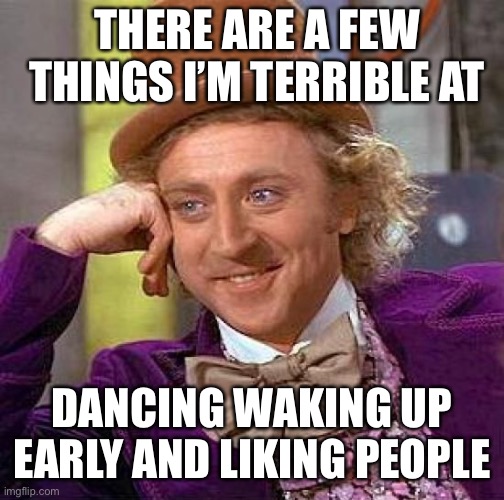 THERE ARE A FEW
THINGS I'M TERRIBLE AT
DANCING WAKING UP
EARLY AND LIKING PEOPLE
imgflip.com